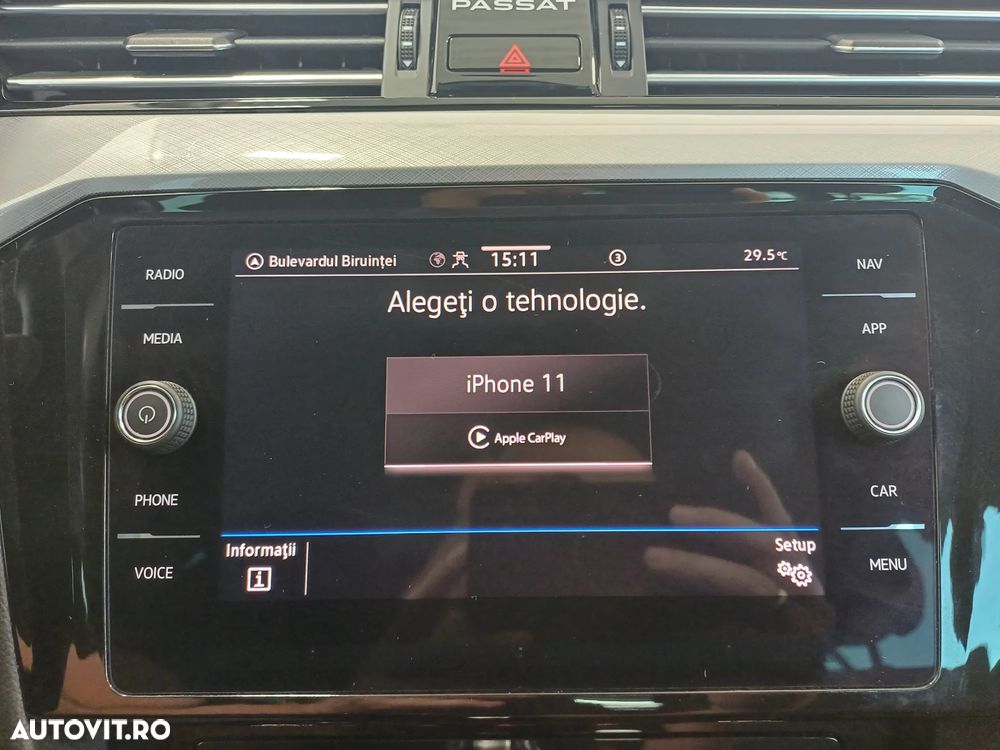 PASSAT
RADIO
MEDIA
PHONE
VOICE
Bulevardul Biruinţei
15:11
3
29.5°C
Alegeţi o tehnologie.
iPhone 11
Apple CarPlay
Informaţii
i
Setup
NAV
APP
CAR
MENU
AUTOVIT.RO